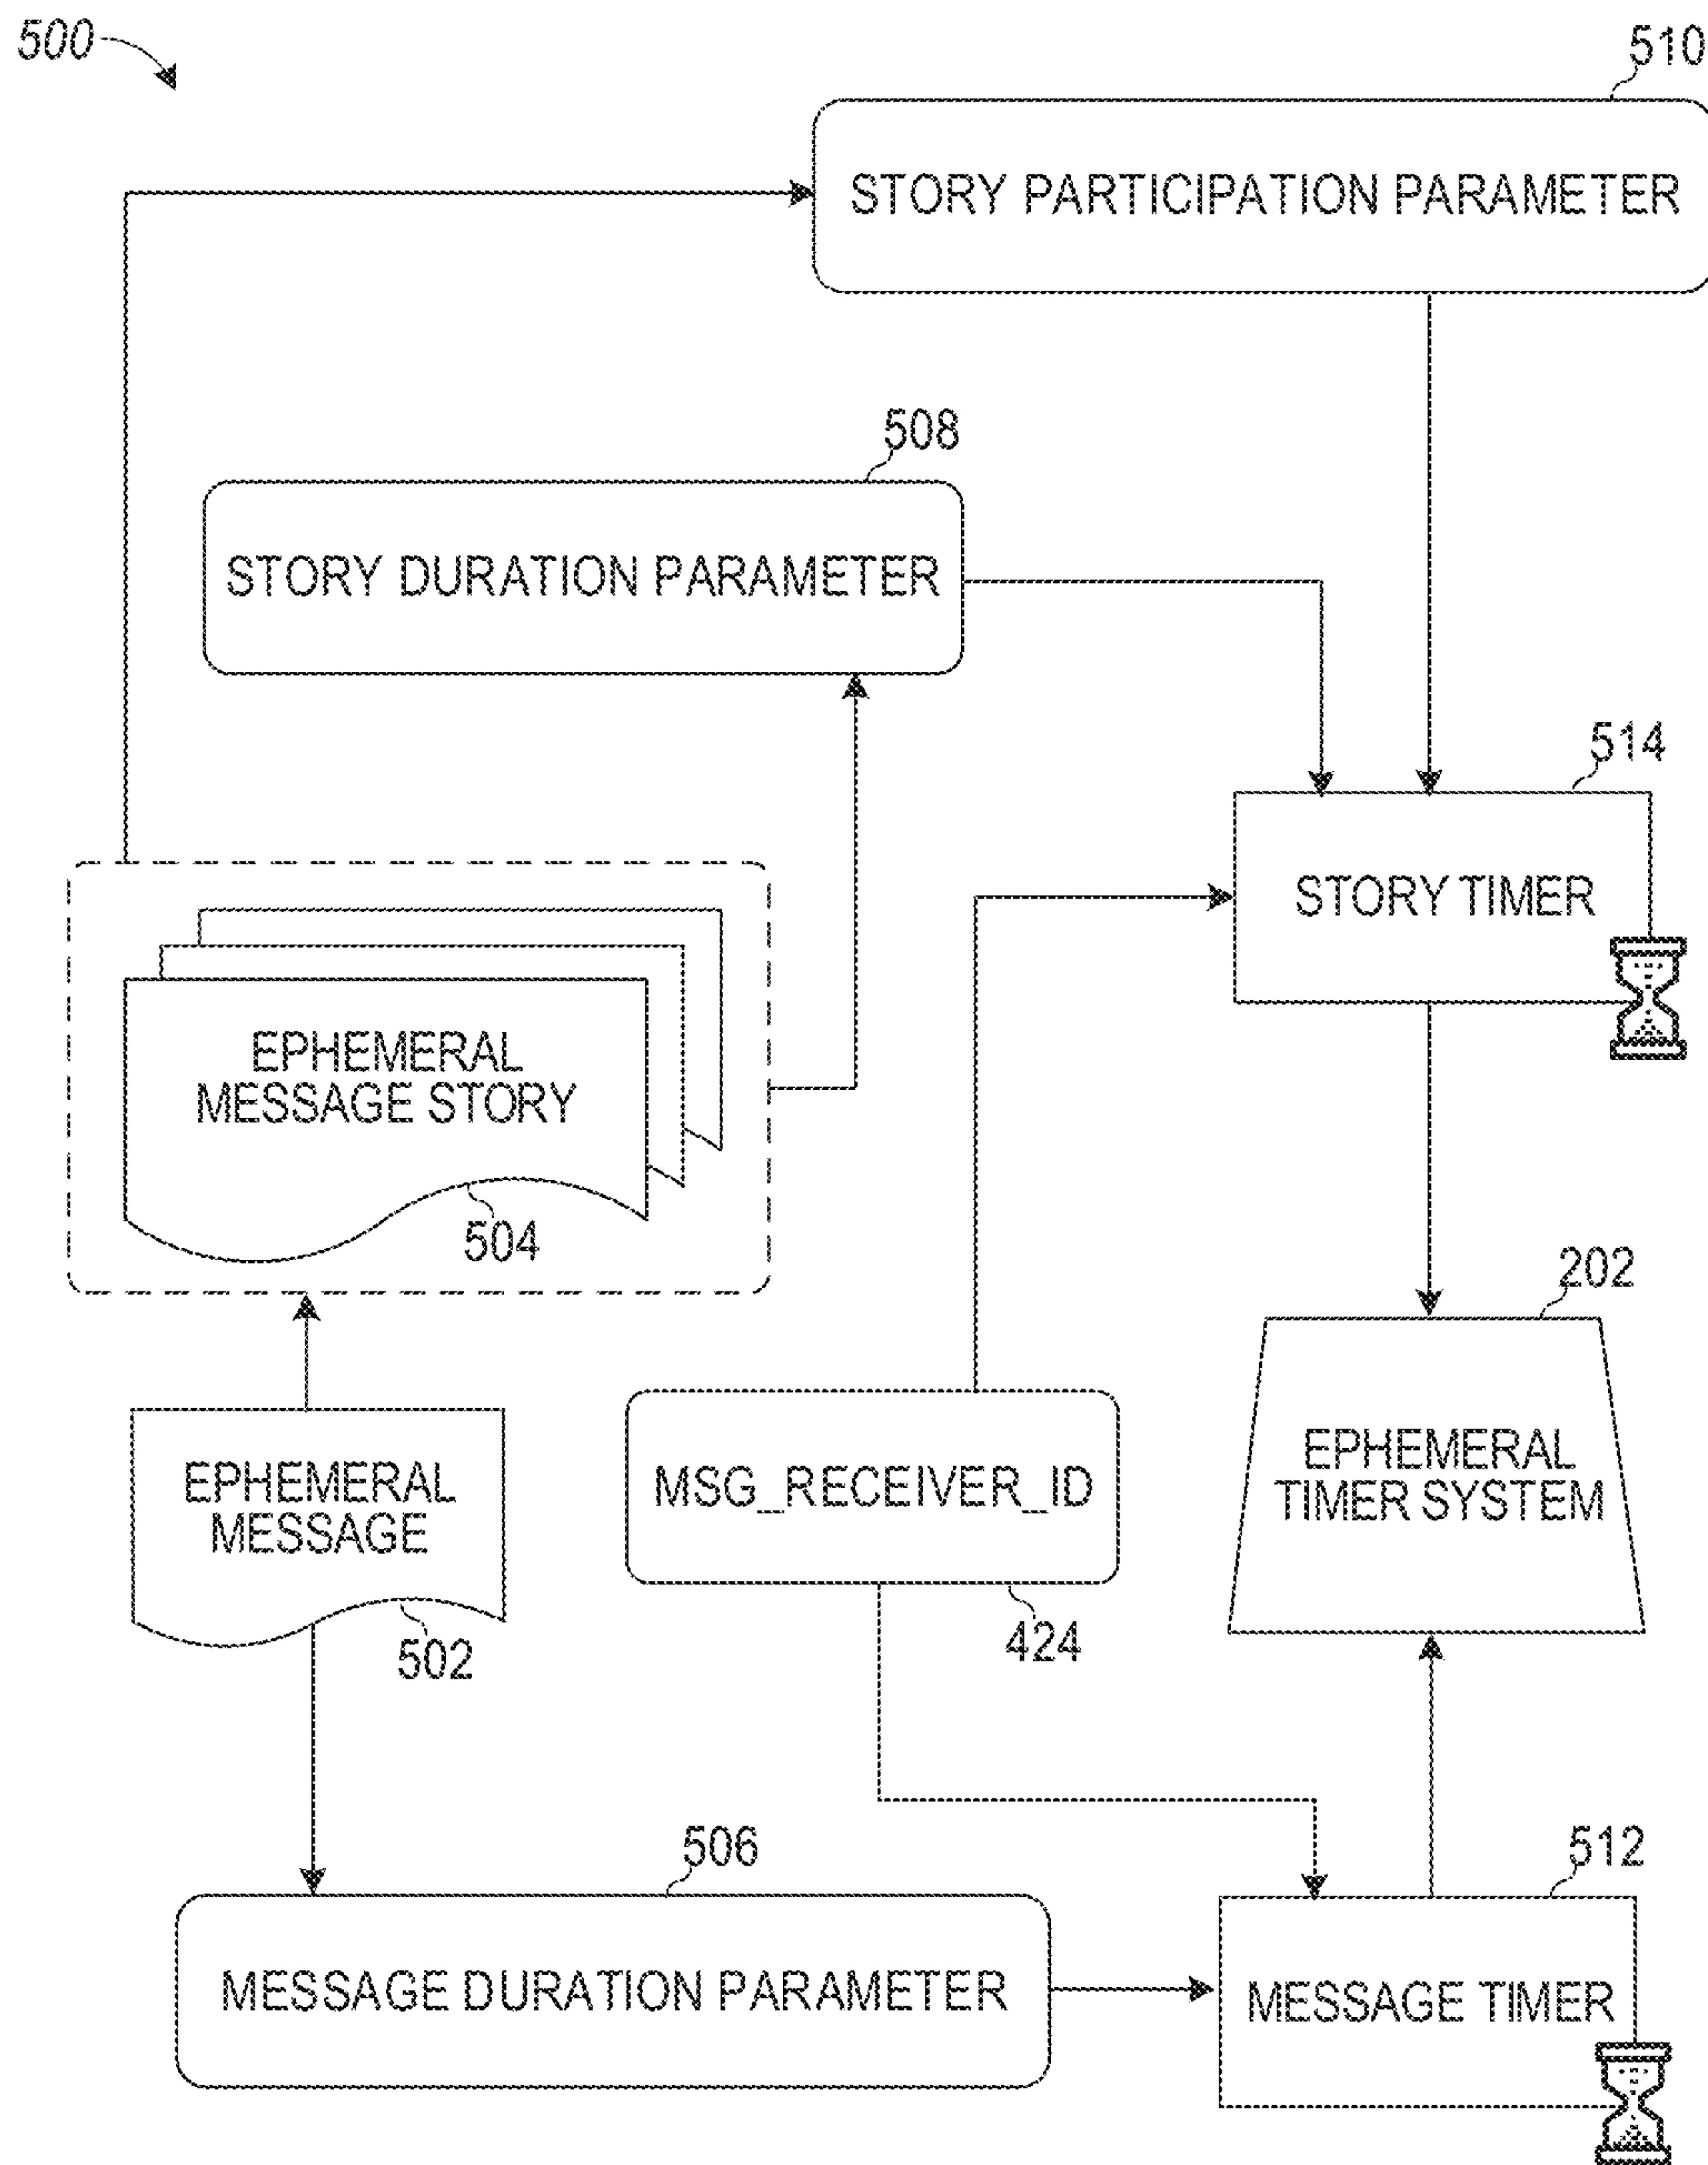 500
510
STORY PARTICIPATION PARAMETER
508
STORY DURATION PARAMETER
514
STORY TIMER
EPHEMERAL
MESSAGE STORY
504
202
EPHEMERAL
TIMER SYSTEM
EPHEMERAL
MESSAGE
502
MSG_RECEIVER_ID
424
506
MESSAGE DURATION PARAMETER
512
MESSAGE TIMER